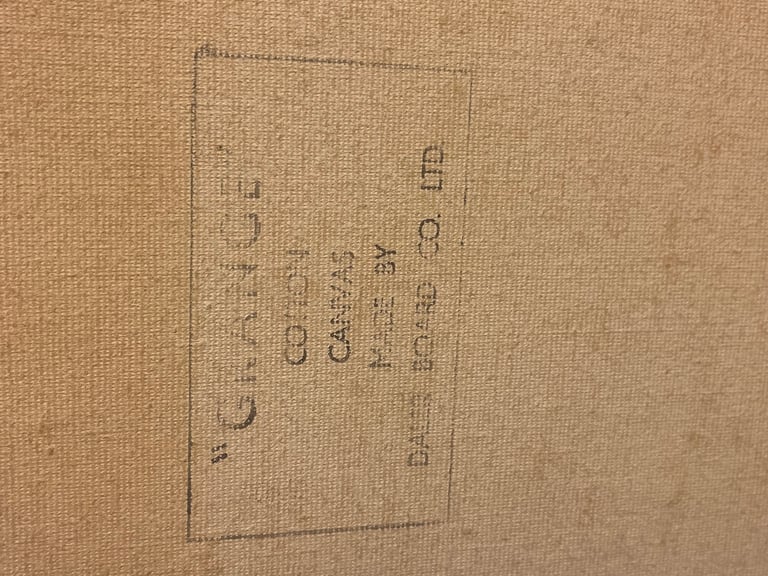 "GRANGE"
COTTON
CANVAS
MADE BY
DALER BOARD CO. LTD.